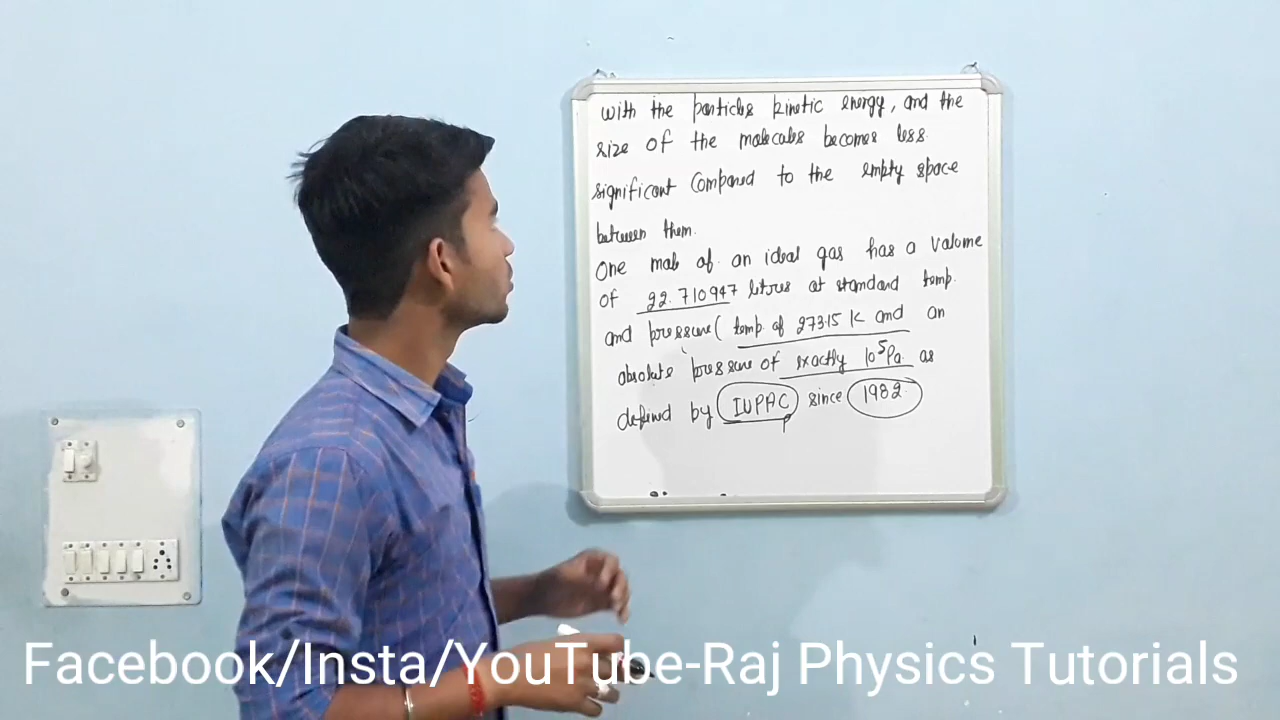 with the particles kinetic energy, and the
size of the molecules becomes less
significant compared to the empty space
between them.
One mole of an ideal gas has a volume
of 22.710947 litres at standard temp.
and pressure( temp. of 273.15 K and an
absolute pressure of exactly 10⁵Pa. as
defined by IUPAC since 1982.
Facebook/Insta/YouTube-Raj Physics Tutorials